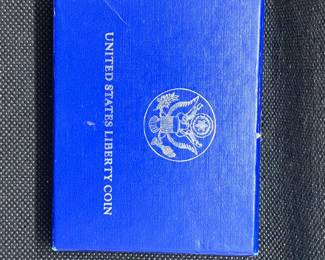 UNITED STATES LIBERTY COIN